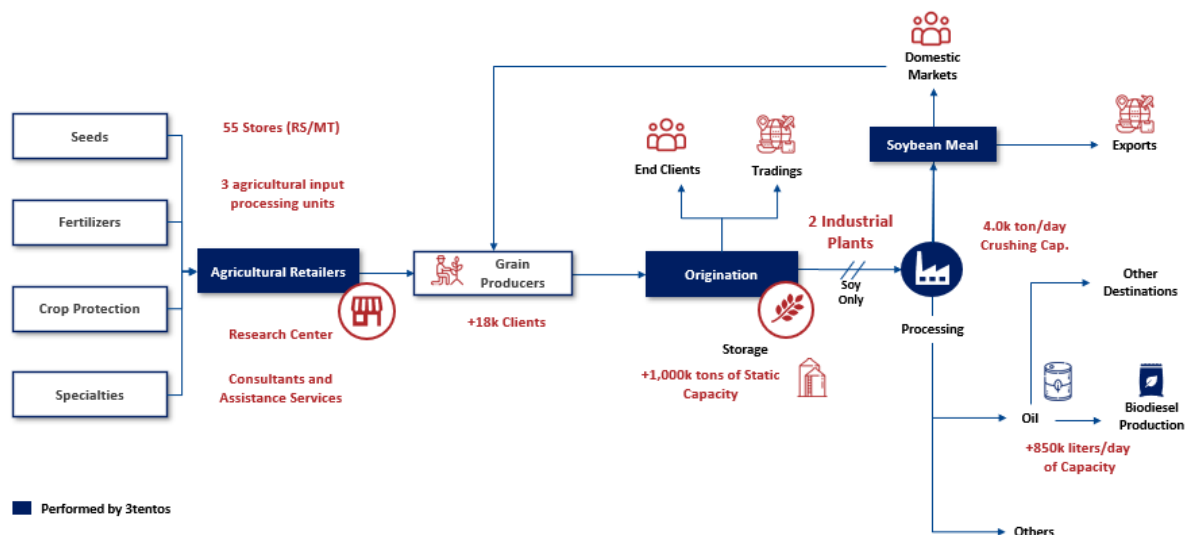 Seeds
Fertilizers
Crop Protection
Specialties
55 Stores (RS/MT)
3 agricultural input
processing units
Agricultural Retailers
Research Center
Consultants and
Assistance Services
Grain
Producers
+18k Clients
End Clients
Tradings
Origination
Storage
+1,000k tons of Static
Capacity
2 Industrial
Plants
Soy
Only
Domestic
Markets
Soybean Meal
Exports
4.0k ton/day
Crushing Cap.
Processing
Other
Destinations
Oil
Biodiesel
Production
+850k liters/day
of Capacity
Others
Performed by 3tentos